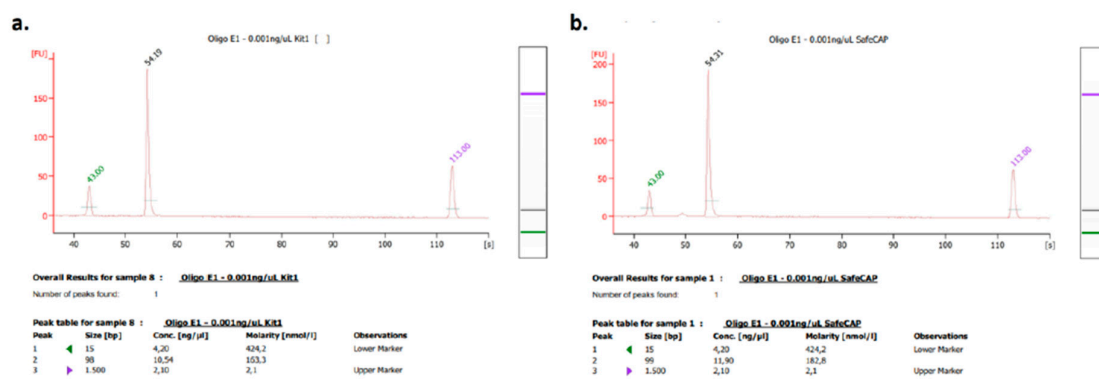 a.
Oligo E1 - 0.001ng/uL Kit1 [ ]
[FU]
150
100
50
0
43.00
54.19
113.00
40 50 60 70 80 90 100 110 [s]
Overall Results for sample 8 : Oligo E1 - 0.001ng/uL Kit1
Number of peaks found: 1
Peak table for sample 8 : Oligo E1 - 0.001ng/uL Kit1
Peak Size [bp] Conc. [ng/µl] Molarity [nmol/l] Observations
1 15 4,20 424,2 Lower Marker
2 98 10,54 163,3
3 1.500 2,10 2,1 Upper Marker
b.
Oligo E1 - 0.001ng/uL SafeCAP
[FU]
200
150
100
50
0
43.00
54.31
113.00
40 50 60 70 80 90 100 110 [s]
Overall Results for sample 1 : Oligo E1 - 0.001ng/uL SafeCAP
Number of peaks found: 1
Peak table for sample 1 : Oligo E1 - 0.001ng/uL SafeCAP
Peak Size [bp] Conc. [ng/µl] Molarity [nmol/l] Observations
1 15 4,20 424,2 Lower Marker
2 99 11,90 182,8
3 1.500 2,10 2,1 Upper Marker